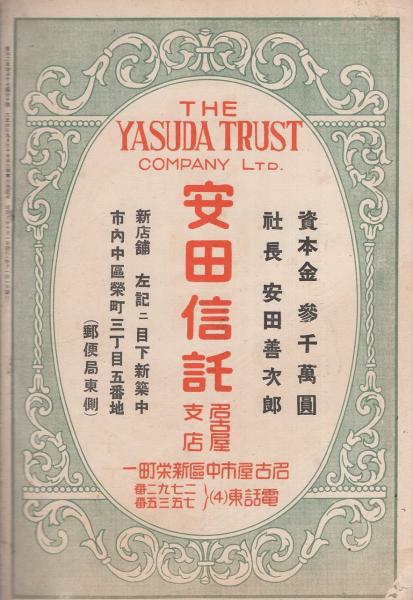 THE
YASUDA TRUST
COMPANY LTD.
資本金 參千萬圓
社長 安田善次郎
安田信託
名古屋
支店
新店舗 左記ニ目下新築中
市內中區榮町三丁目五番地
(郵便局東側)
名古屋市中區新栄町一
電話東(4)
二七九二番
七五三五番